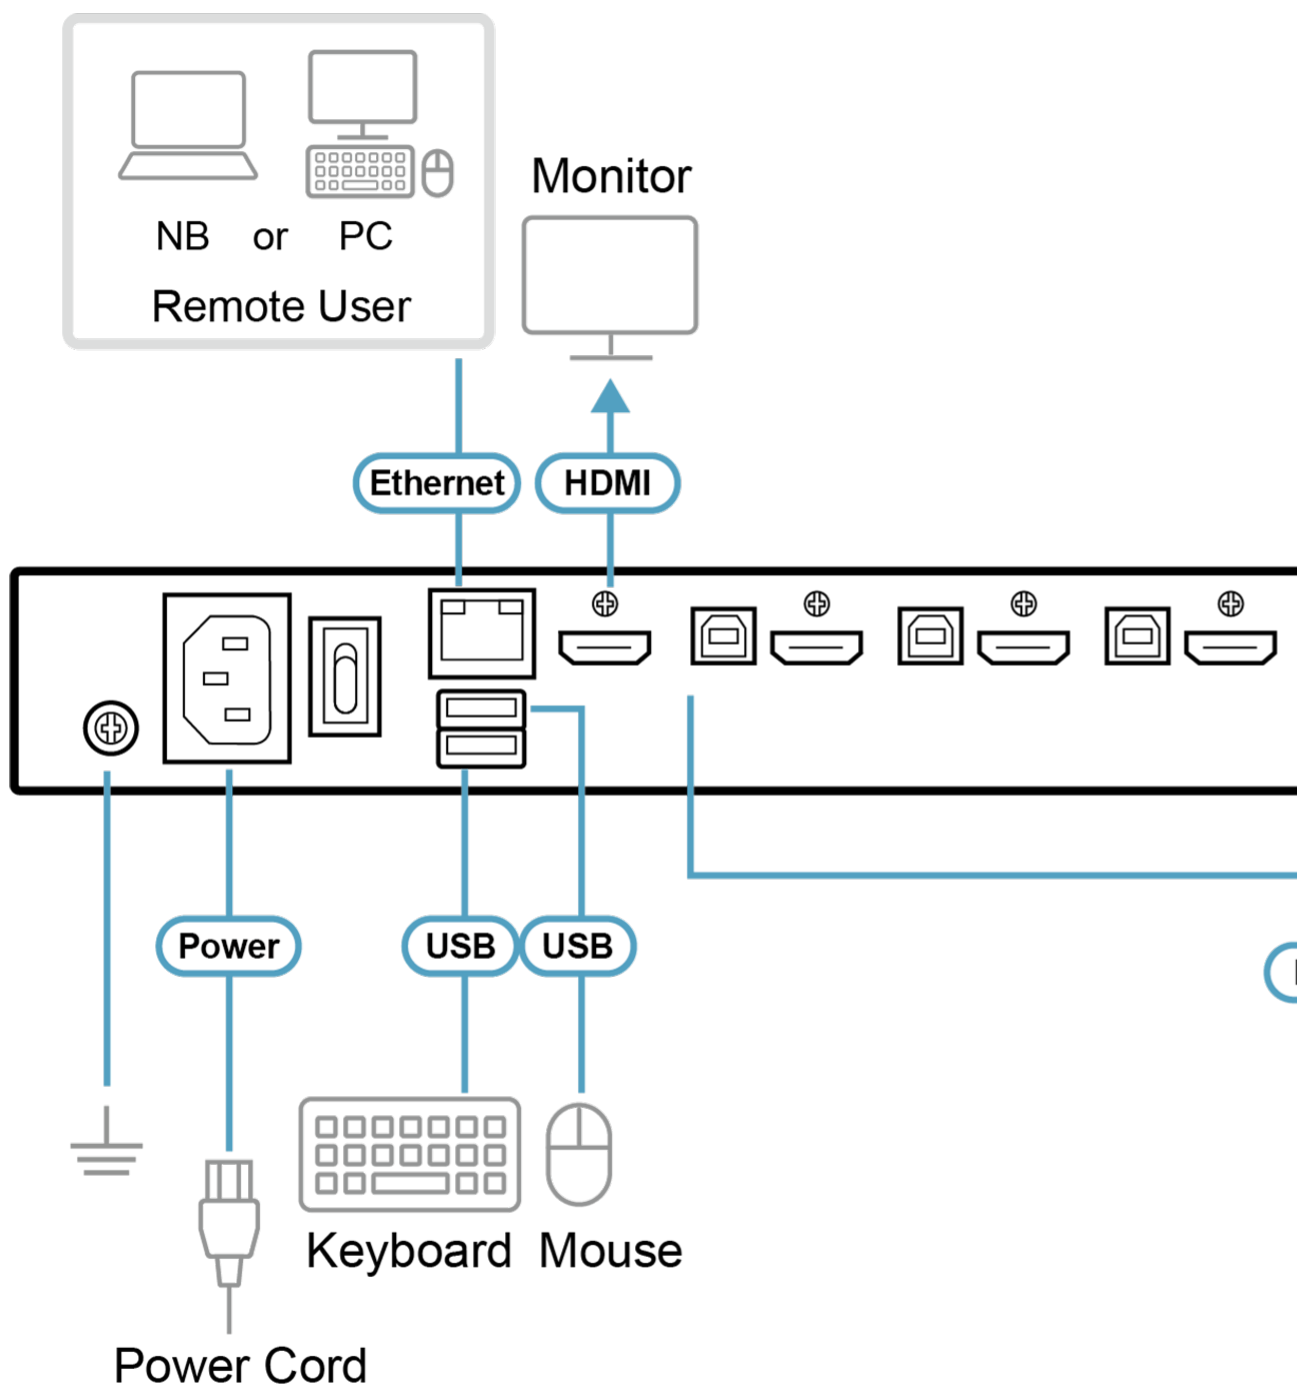 NB or PC
Remote User
Monitor
Ethernet
HDMI
Power
USB
USB
Keyboard
Mouse
Power Cord